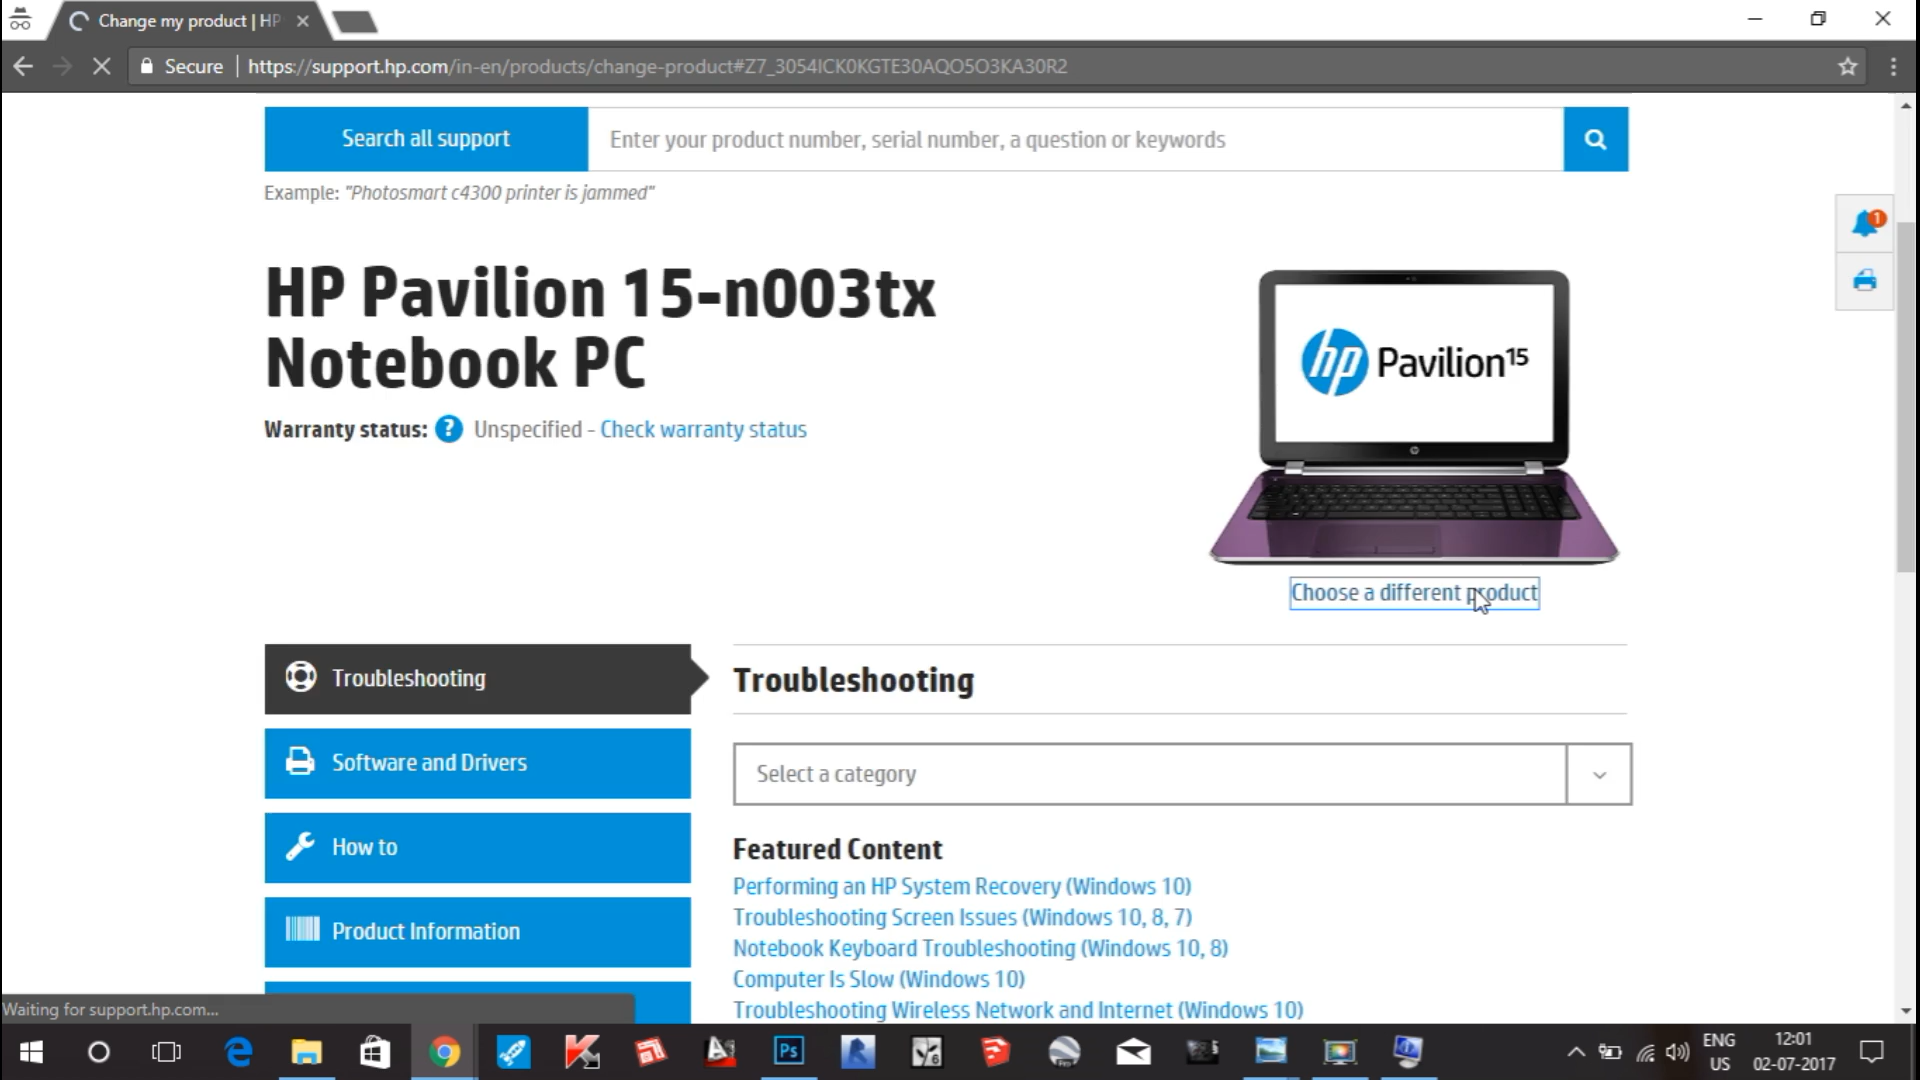 Change my product | HP
Secure | https://support.hp.com/in-en/products/change-product#Z7_3054ICK0KGTE30AQO5O3KA30R2
Search all support
Enter your product number, serial number, a question or keywords
Example: "Photosmart c4300 printer is jammed"
1
HP Pavilion 15-n003tx
Notebook PC
hp Pavilion15
Warranty status: ? Unspecified - Check warranty status
Choose a different product
Troubleshooting
Software and Drivers
How to
Product Information
Troubleshooting
Select a category
Featured Content
Performing an HP System Recovery (Windows 10)
Troubleshooting Screen Issues (Windows 10, 8, 7)
Notebook Keyboard Troubleshooting (Windows 10, 8)
Computer Is Slow (Windows 10)
Troubleshooting Wireless Network and Internet (Windows 10)
Waiting for support.hp.com...
Ps
ENG
US
12:01
02-07-2017